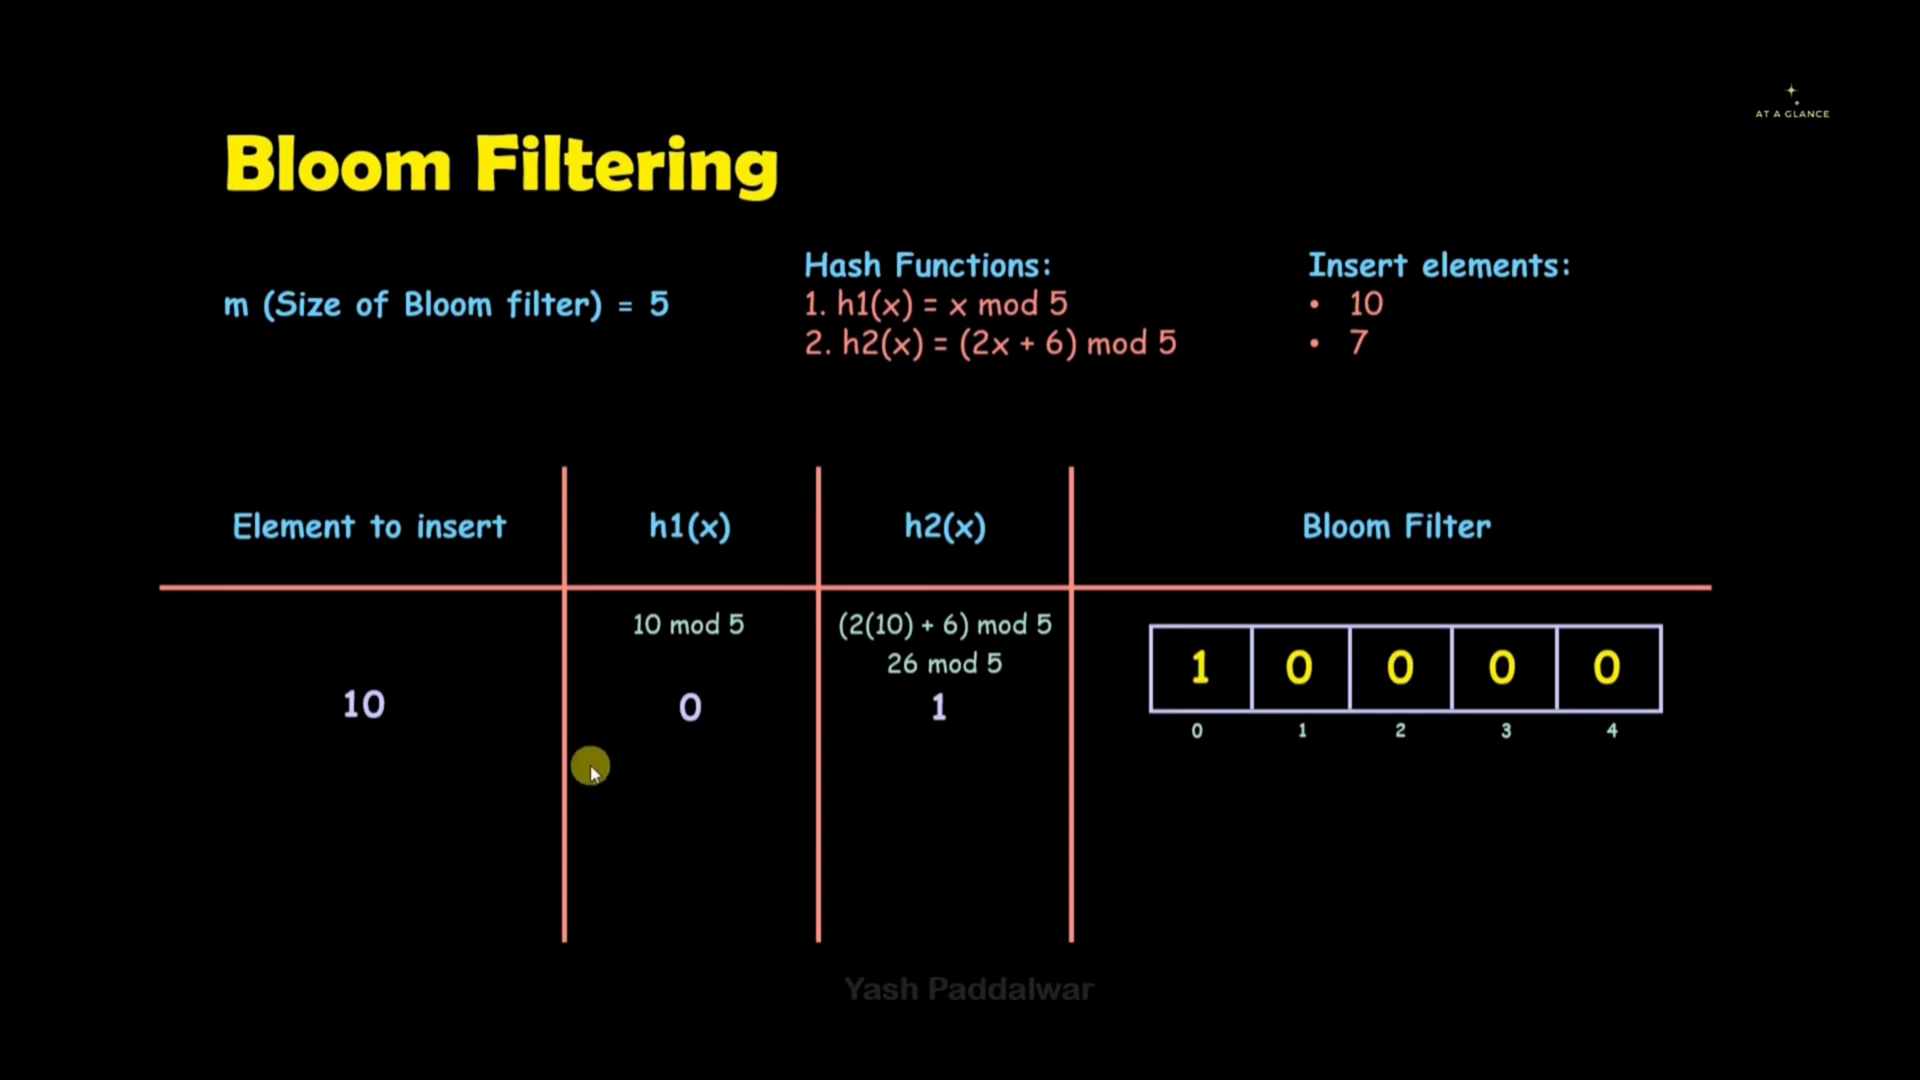 AT A GLANCE
Bloom Filtering
m (Size of Bloom filter) = 5
Hash Functions:
1. h1(x) = x mod 5
2. h2(x) = (2x + 6) mod 5
Insert elements:
• 10
• 7
Element to insert
h1(x)
h2(x)
Bloom Filter
10
10 mod 5
0
(2(10) + 6) mod 5
26 mod 5
1
1 0 0 0 0
0 1 2 3 4
Yash Paddalwar